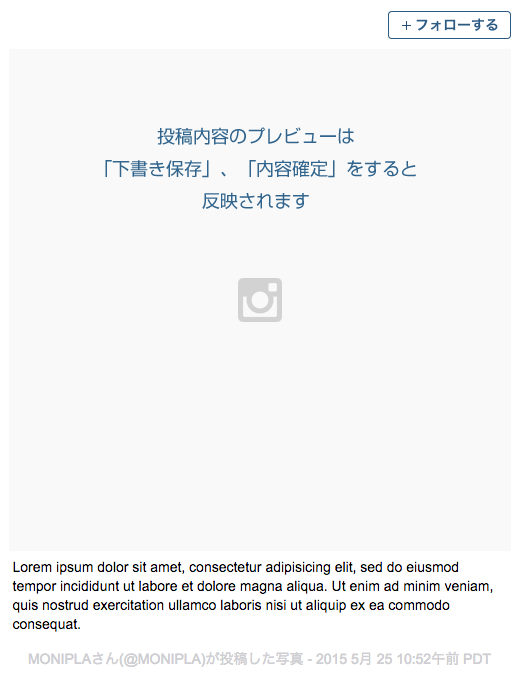 + フォローする
投稿内容のプレビューは
「下書き保存」、「内容確定」をすると
反映されます
Lorem ipsum dolor sit amet, consectetur adipisicing elit, sed do eiusmod
tempor incididunt ut labore et dolore magna aliqua. Ut enim ad minim veniam,
quis nostrud exercitation ullamco laboris nisi ut aliquip ex ea commodo
consequat.
MONIPLAさん(@MONIPLA)が投稿した写真 - 2015 5月 25 10:52午前 PDT